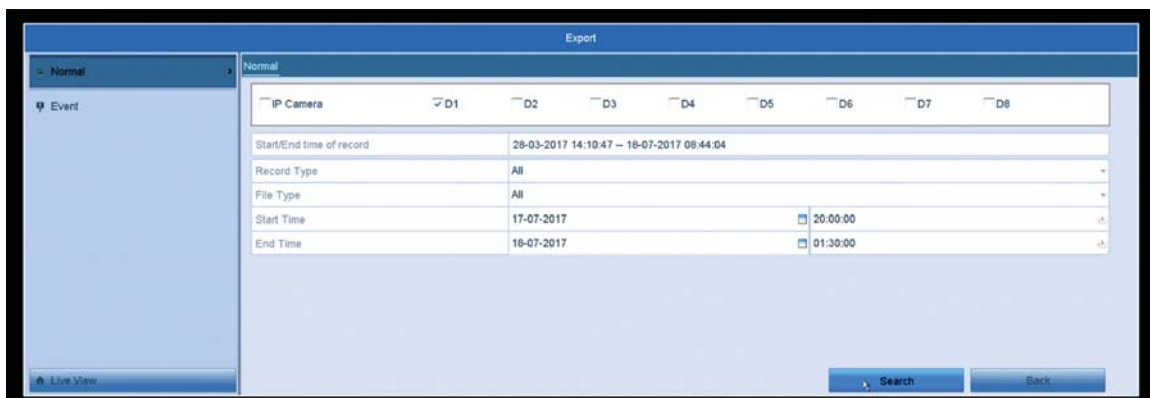 Export
Normal
Event
Live View
Normal
IP Camera D1 D2 D3 D4 D5 D6 D7 D8
Start/End time of record 28-03-2017 14:10:47 -- 18-07-2017 08:44:04
Record Type All
File Type All
Start Time 17-07-2017 20:00:00
End Time 18-07-2017 01:30:00
Search Back